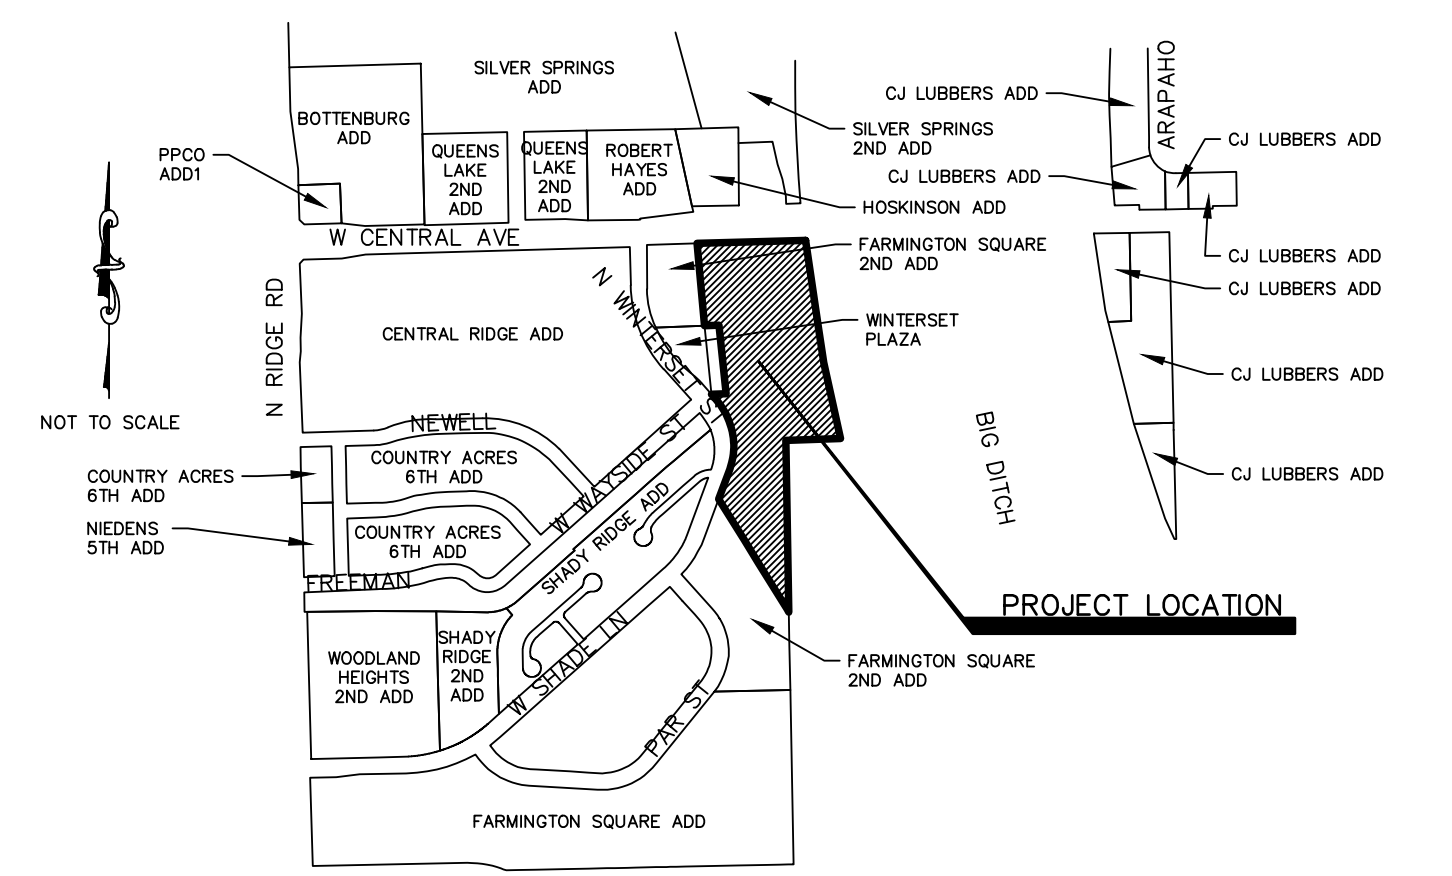 SILVER SPRINGS
ADD
BOTTENBURG
ADD
PPCO
ADD1
QUEENS
LAKE
2ND
ADD
QUEENS
LAKE
2ND
ADD
ROBERT
HAYES
ADD
SILVER SPRINGS
2ND ADD
HOSKINSON ADD
CJ LUBBERS ADD
ARAPAHO
CJ LUBBERS ADD
CJ LUBBERS ADD
CJ LUBBERS ADD
CJ LUBBERS ADD
CJ LUBBERS ADD
CJ LUBBERS ADD
W CENTRAL AVE
FARMINGTON SQUARE
2ND ADD
N RIDGE RD
N WINTERSET ST
CENTRAL RIDGE ADD
WINTERSET
PLAZA
NOT TO SCALE
NEWELL
COUNTRY ACRES
6TH ADD
COUNTRY ACRES
6TH ADD
W WAYSIDE ST
BIG DITCH
NIEDENS
5TH ADD
COUNTRY ACRES
6TH ADD
SHADY RIDGE ADD
FREEMAN
PROJECT LOCATION
WOODLAND
HEIGHTS
2ND ADD
SHADY
RIDGE
2ND
ADD
W SHADE LN
FARMINGTON SQUARE
2ND ADD
PAR ST
FARMINGTON SQUARE ADD